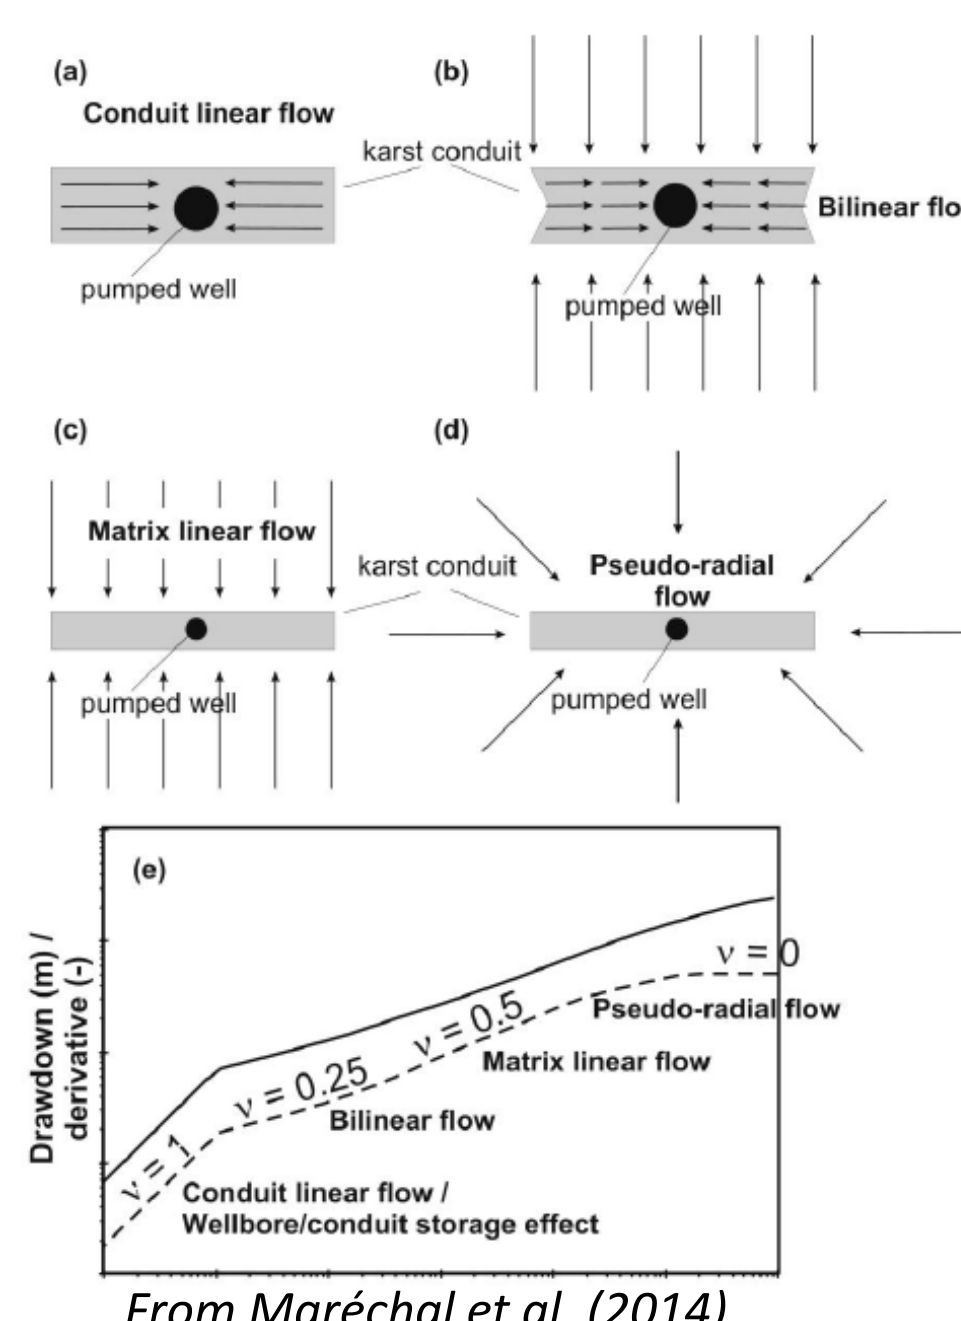 (a)
Conduit linear flow
karst conduit
pumped well
(b)
Bilinear flo
pumped well
(c)
Matrix linear flow
karst conduit
pumped well
(d)
Pseudo-radial
flow
pumped well
(e)
Drawdown (m) /
derivative (-)
ν = 1
ν = 0.25
ν = 0.5
ν = 0
Pseudo-radial flow
Matrix linear flow
Bilinear flow
Conduit linear flow /
Wellbore/conduit storage effect
From Maréchal et al. (2014)